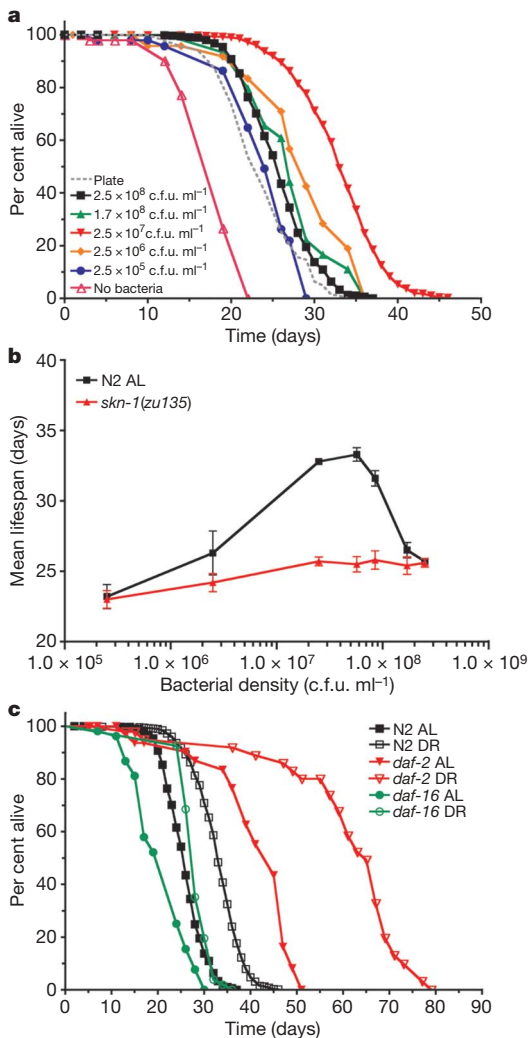 a
Per cent alive
100
80
60
40
20
0
Plate
2.5 × 10⁸ c.f.u. ml⁻¹
1.7 × 10⁸ c.f.u. ml⁻¹
2.5 × 10⁷c.f.u. ml⁻¹
2.5 × 10⁶ c.f.u. ml⁻¹
2.5 × 10⁵ c.f.u. ml⁻¹
No bacteria
0 10 20 30 40 50
Time (days)
b
Mean lifespan (days)
40
35
30
25
20
N2 AL
skn-1(zu135)
1.0 × 10⁵ 1.0 × 10⁶ 1.0 × 10⁷ 1.0 × 10⁸ 1.0 × 10⁹
Bacterial density (c.f.u. ml⁻¹)
c
Per cent alive
100
80
60
40
20
0
N2 AL
N2 DR
daf-2 AL
daf-2 DR
daf-16 AL
daf-16 DR
0 10 20 30 40 50 60 70 80 90
Time (days)